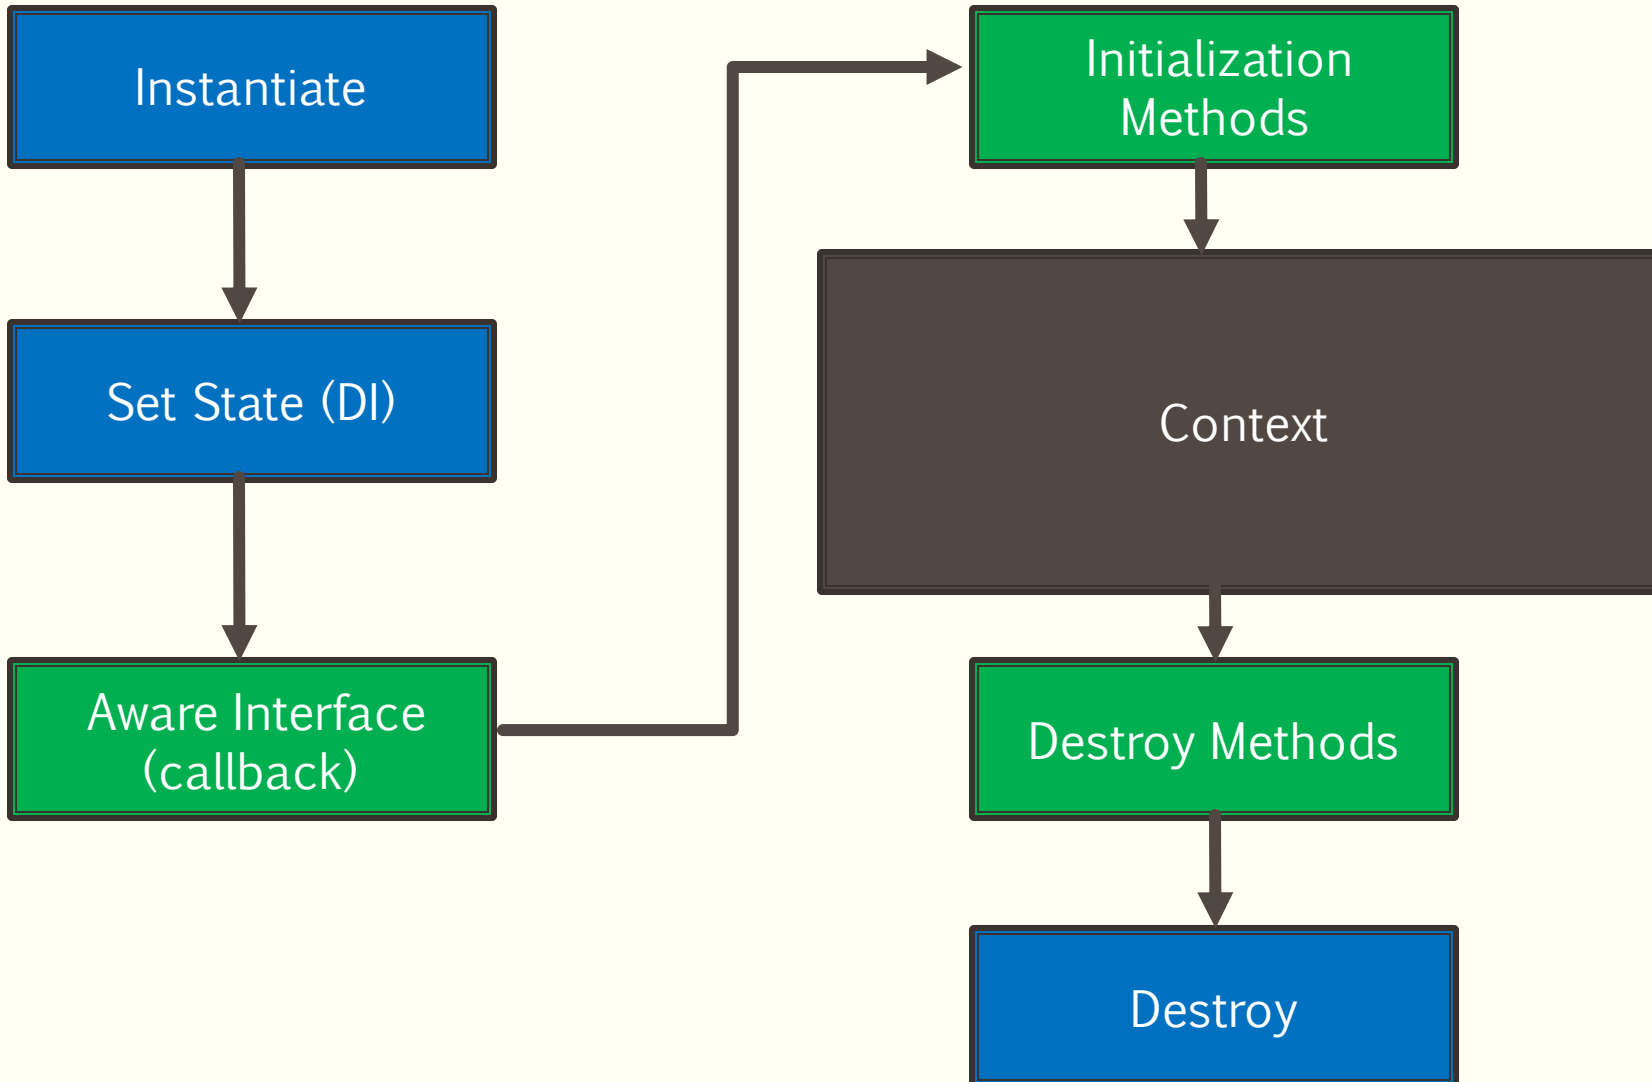 Instantiate
Set State (DI)
Aware Interface
(callback)
Initialization
Methods
Context
Destroy Methods
Destroy